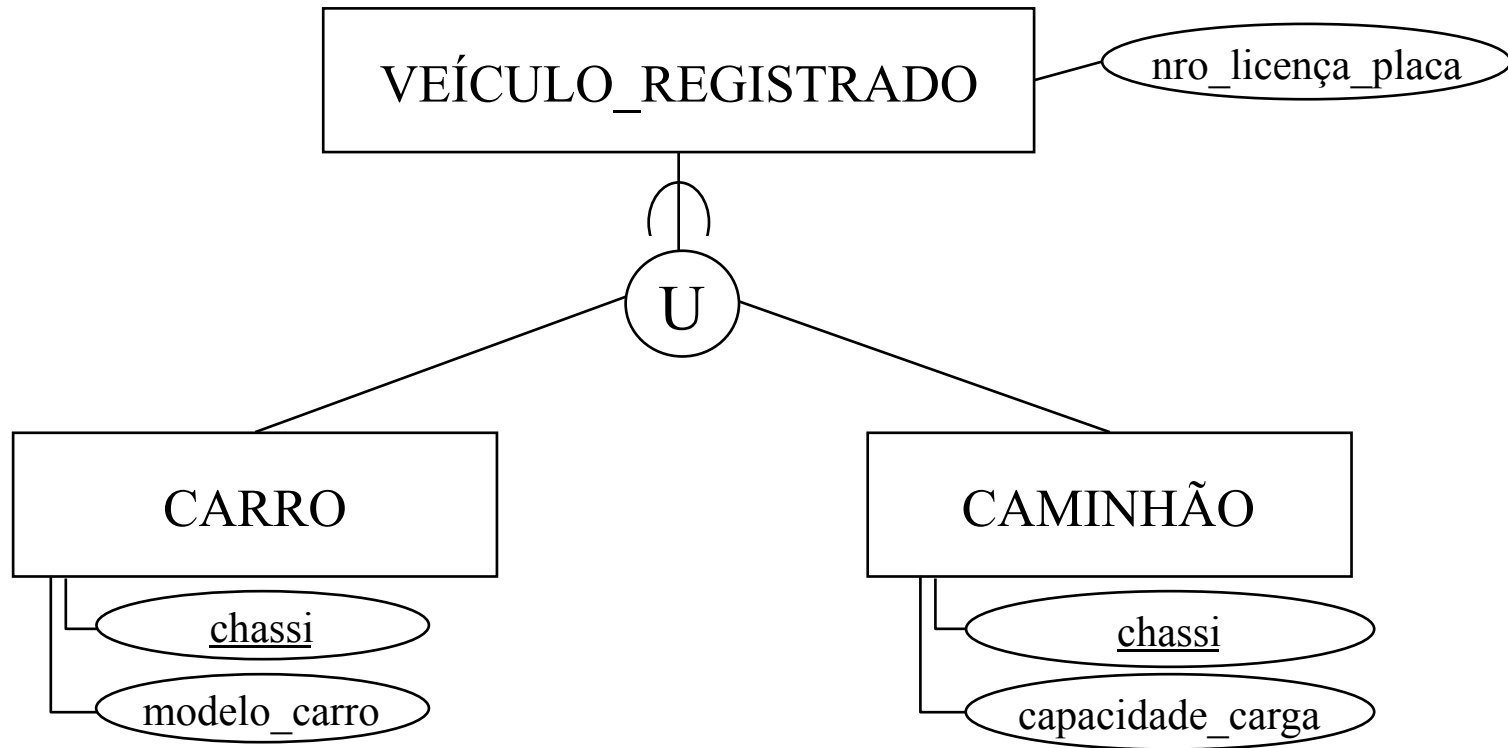 VEÍCULO_REGISTRADO
nro_licença_placa
U
CARRO
CAMINHÃO
chassi
chassi
modelo_carro
capacidade_carga